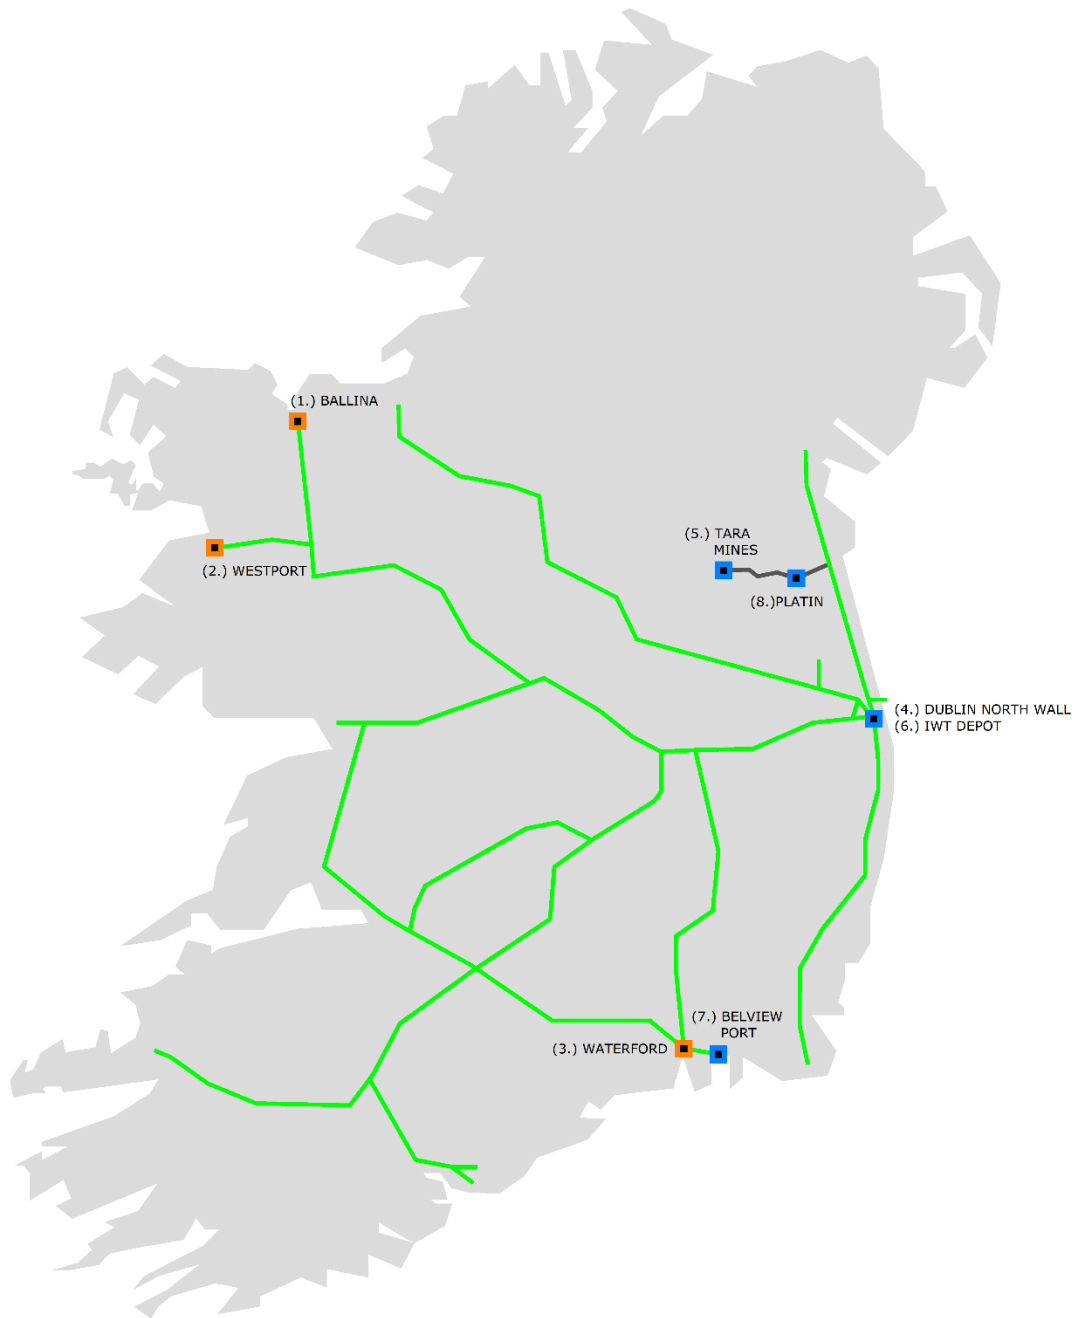 (1.) BALLINA
(5.) TARA
MINES
(2.) WESTPORT
(8.)PLATIN
(4.) DUBLIN NORTH WALL
(6.) IWT DEPOT
(7.) BELVIEW
PORT
(3.) WATERFORD